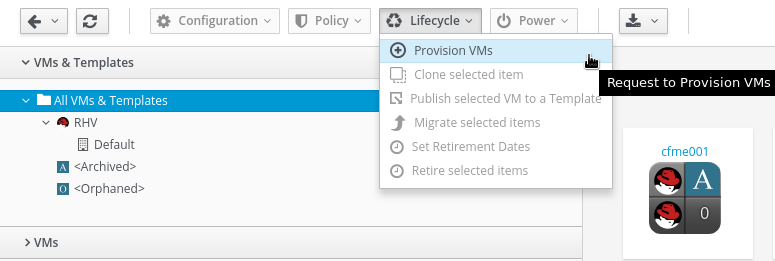 Configuration Policy Lifecycle Power
VMs & Templates
Provision VMs
Clone selected item
Publish selected VM to a Template
Migrate selected items
Set Retirement Dates
Retire selected items
Request to Provision VMs
All VMs & Templates
RHV
Default
A <Archived>
A <Orphaned>
VMs
cfme001
A
0